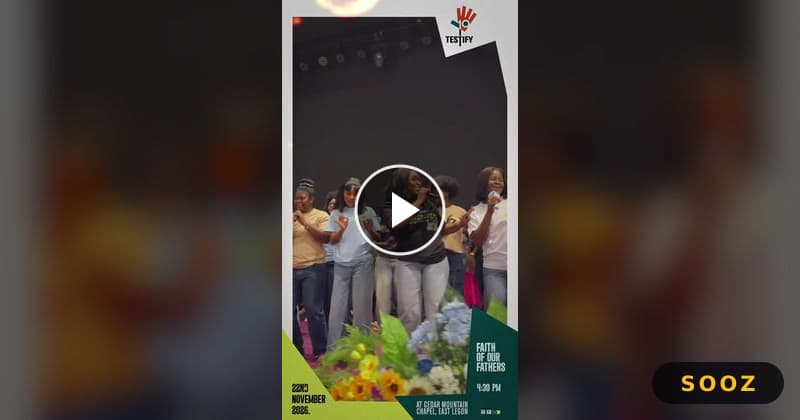 TESTIFY
FAITH
OF OUR
FATHERS
4:30 PM
22ND
NOVEMBER
2025.
AT CEDAR MOUNTAIN
CHAPEL, EAST LEGON
SOOZ